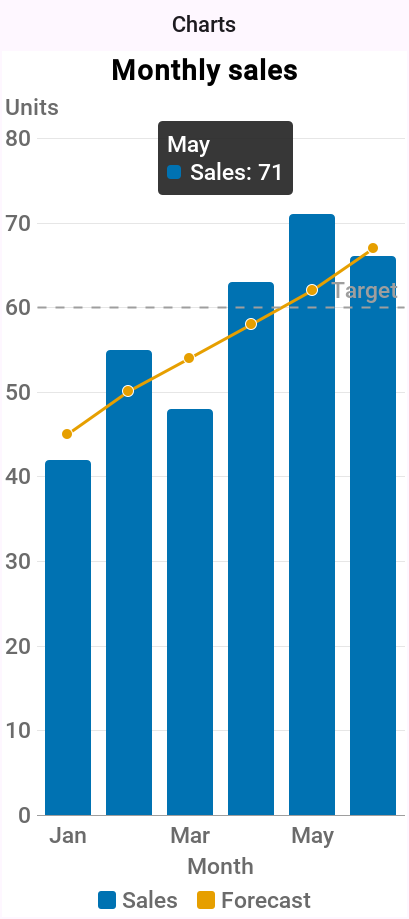 Charts
Monthly sales
Units
80
May
Sales: 71
70
Target
60
50
40
30
20
10
0
Jan Mar May
Month
Sales Forecast